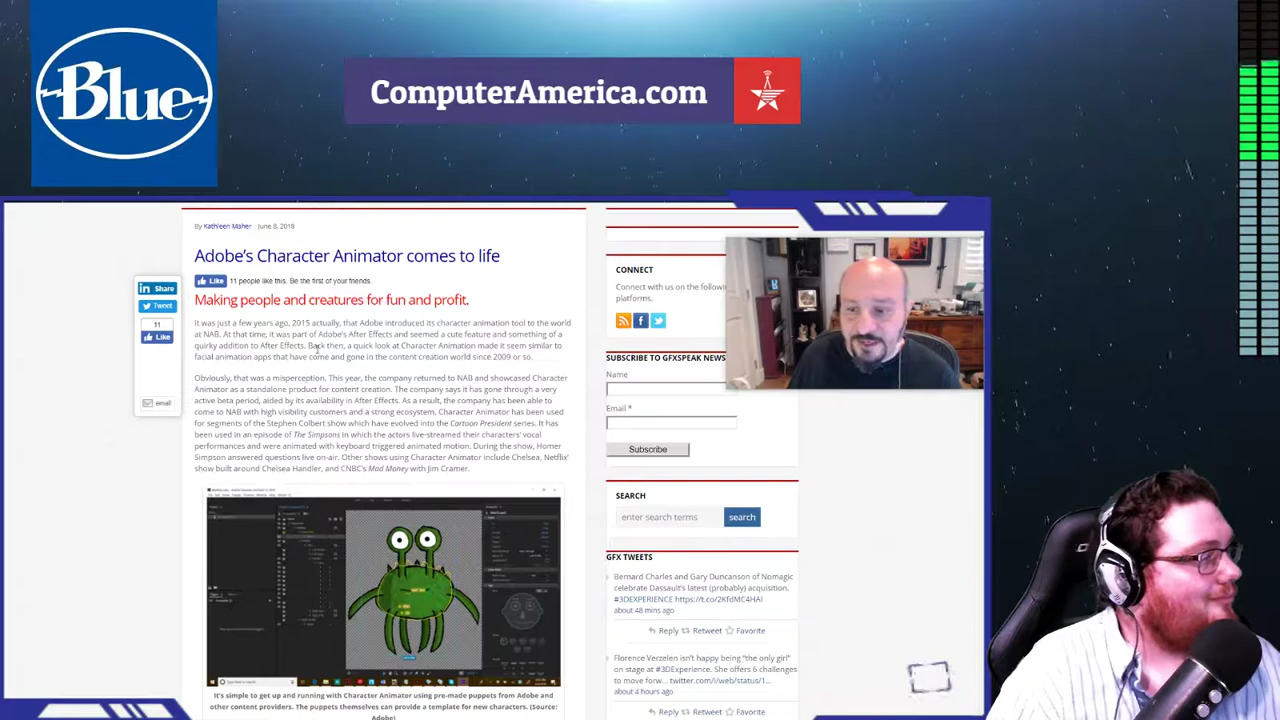 Blue
ComputerAmerica.com
By Kathleen Maher June 8, 2018
Adobe's Character Animator comes to life
Like 11 people like this. Be the first of your friends.
Making people and creatures for fun and profit.
It was just a few years ago, 2015 actually, that Adobe introduced its character animation tool to the world
at NAB. At that time, it was part of Adobe's After Effects and seemed a cute feature and something of a
quirky addition to After Effects. Back then, a quick look at Character Animation made it seem similar to
facial animation apps that have come and gone in the content creation world since 2009 or so.
Obviously, that was a misperception. This year, the company returned to NAB and showcased Character
Animator as a standalone product for content creation. The company says it has gone through a very
active beta period, aided by its availability in After Effects. As a result, the company has been able to
come to NAB with high visibility customers and a strong ecosystem. Character Animator has been used
for segments of the Stephen Colbert show which have evolved into the Cartoon President series. It has
been used in an episode of The Simpsons in which the actors live-streamed their characters' vocal
performances and were animated with keyboard triggered animated motion. During the show, Homer
Simpson answered questions live on-air. Other shows using Character Animator include Chelsea, Netflix'
show built around Chelsea Handler, and CNBC's Mad Money with Jim Cramer.
It's simple to get up and running with Character Animator using pre-made puppets from Adobe and
other content providers. The puppets themselves can provide a template for new characters. (Source:
Adobe)
Share
Tweet
11
Like
email
CONNECT
Connect with us on the followi
platforms.
SUBSCRIBE TO GFXSPEAK NEWS
Name
Email *
Subscribe
SEARCH
enter search terms search
GFX TWEETS
Bernard Charles and Gary Duncanson of Nomagic
celebrate Dassault's latest (probably) acquisition.
#3DEXPERIENCE https://t.co/2KfdMC4HAl
about 48 mins ago
Reply Retweet Favorite
Florence Verzelen isn't happy being "the only girl"
on stage at #3DExperience. She offers 6 challenges
to move forw... twitter.com/i/web/status/1...
about 4 hours ago
Reply Retweet Favorite